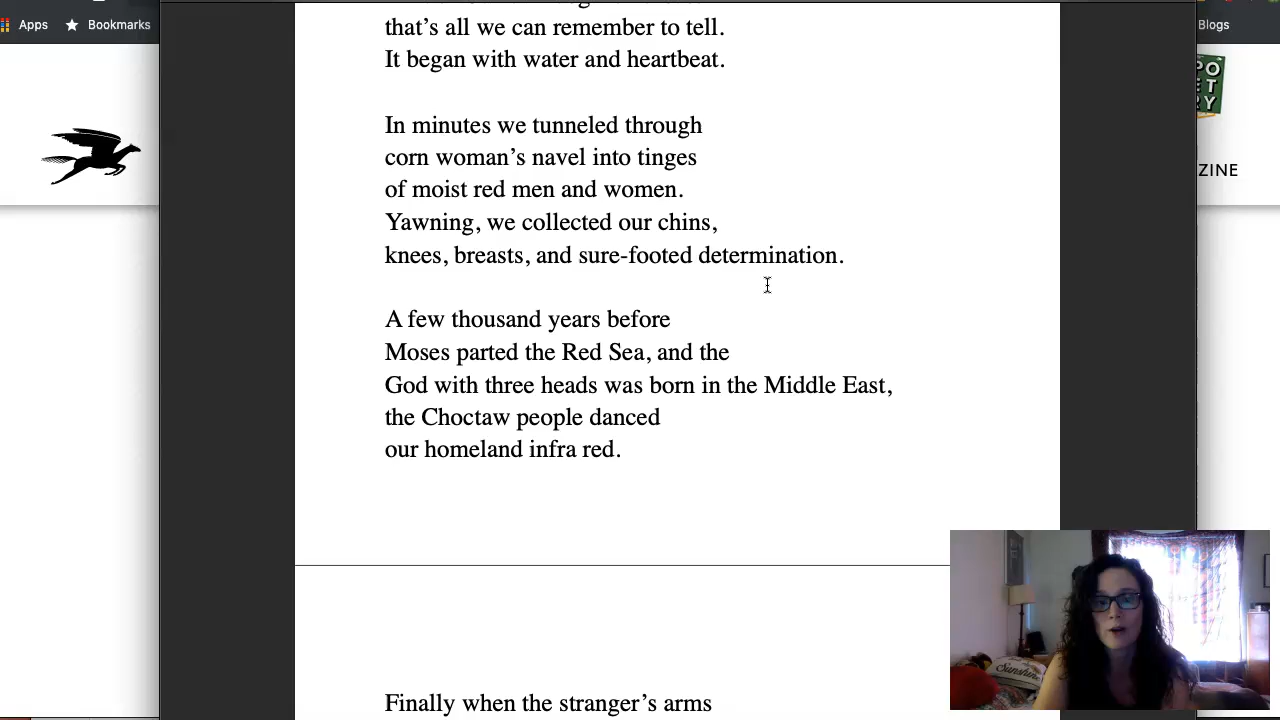 Apps
Bookmarks
Blogs
PO
ET
RY
ZINE
that’s all we can remember to tell.
It began with water and heartbeat.
In minutes we tunneled through
corn woman’s navel into tinges
of moist red men and women.
Yawning, we collected our chins,
knees, breasts, and sure-footed determination.
A few thousand years before
Moses parted the Red Sea, and the
God with three heads was born in the Middle East,
the Choctaw people danced
our homeland infra red.
Finally when the stranger’s arms
Sunshine